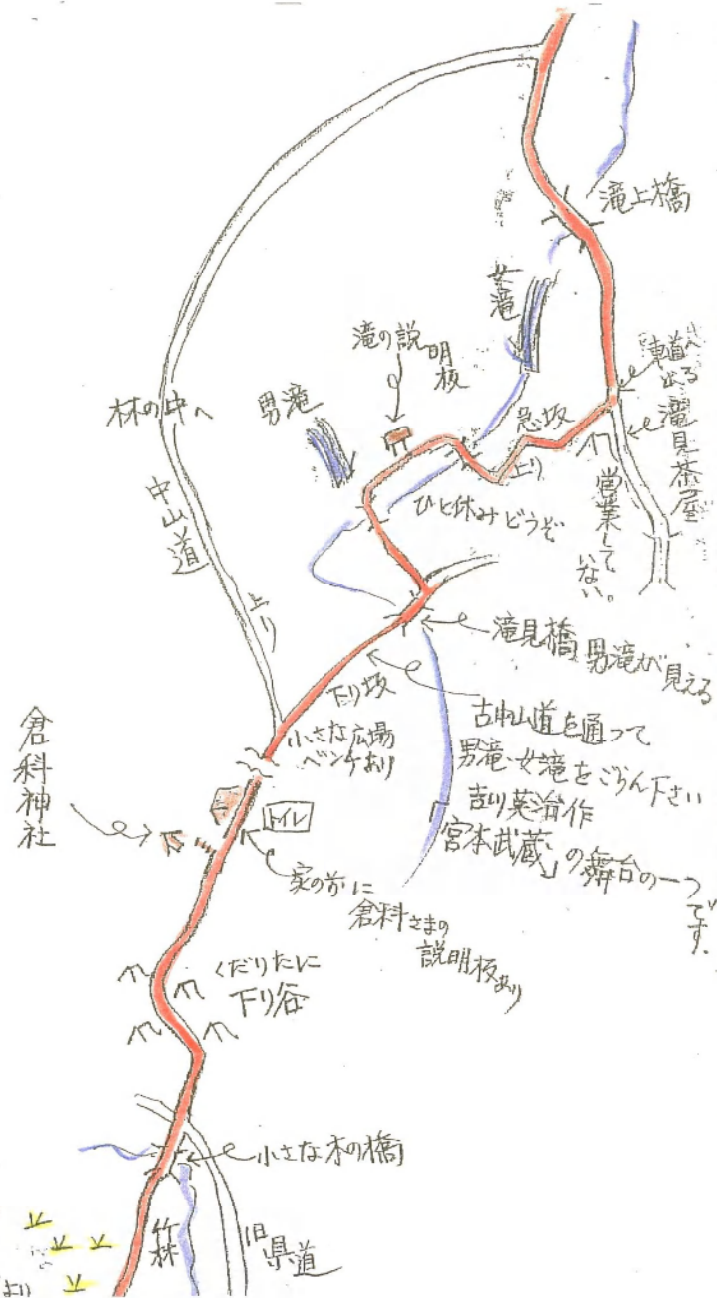 滝上橋
女滝
滝の説明板
男滝
車道へ出る
滝見茶屋
営業して
いない。
急坂
上り
林の中へ
ひと休みどうぞ
中山道
上り
滝見橋 男滝が見える
下り坂
古中山道を通って
男滝・女滝をごらん下さい
吉川英治作
「宮本武蔵」の舞台の一つです.
小さな広場
ベンチあり
倉科神社
トイレ
家の前に
倉科さまの
説明板あり
くだりたに
下り谷
小さな木の橋
竹林
旧県道
より